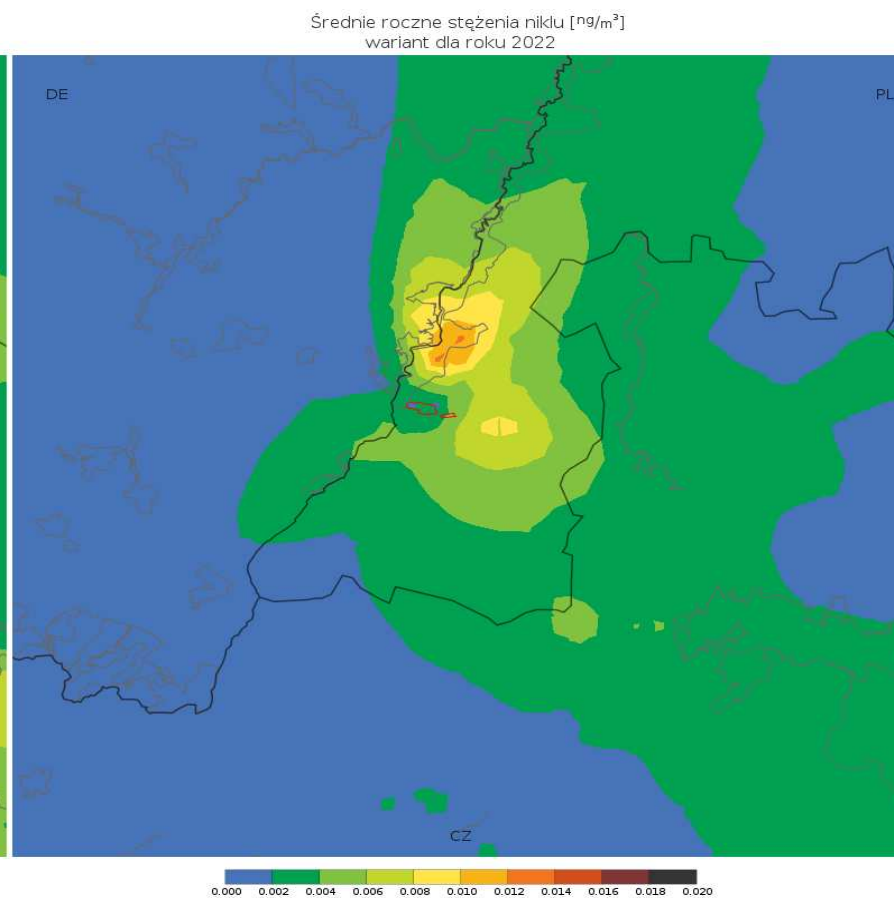 Średnie roczne stężenia niklu [ng/m³]
wariant dla roku 2022
DE
PL
CZ
0.000 0.002 0.004 0.006 0.008 0.010 0.012 0.014 0.016 0.018 0.020